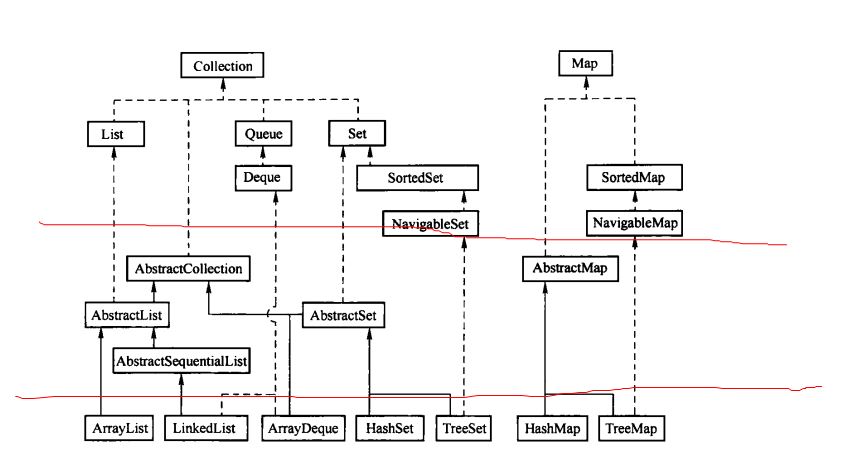 Collection Map
List Queue Set
Deque SortedSet SortedMap
NavigableSet NavigableMap
AbstractCollection AbstractMap
AbstractList AbstractSet
AbstractSequentialList
ArrayList LinkedList ArrayDeque HashSet TreeSet HashMap TreeMap